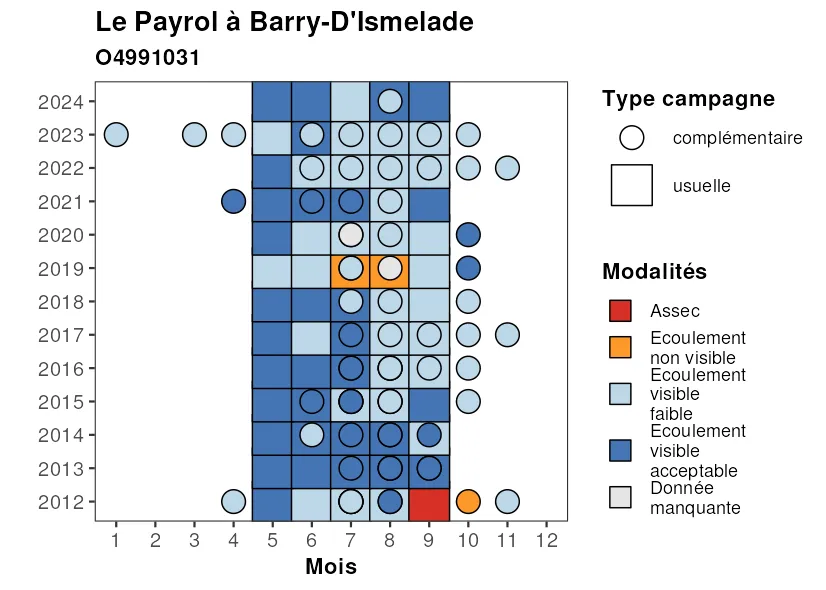 Le Payrol à Barry-D'Ismelade
O4991031
2024
2023
2022
2021
2020
2019
2018
2017
2016
2015
2014
2013
2012
1 2 3 4 5 6 7 8 9 10 11 12
Mois
Type campagne
complémentaire
usuelle
Modalités
Assec
Ecoulement
non visible
Ecoulement
visible
faible
Ecoulement
visible
acceptable
Donnée
manquante